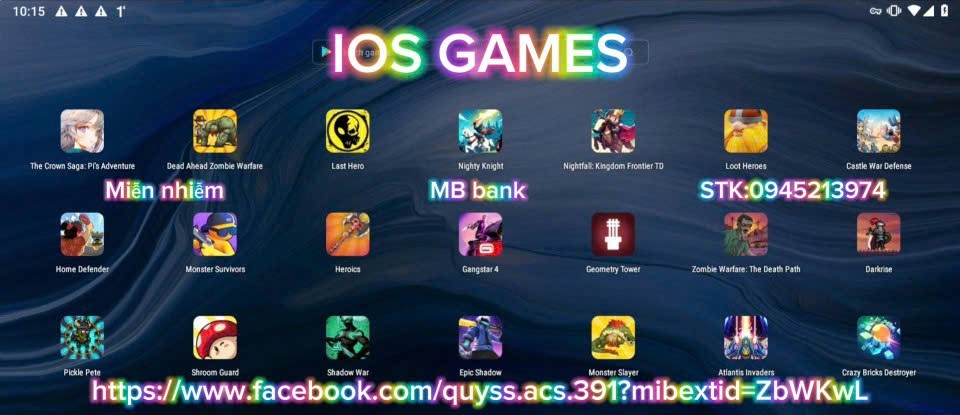 10:15
IOS GAMES
The Crown Saga: Pi's Adventure Dead Ahead Zombie Warfare Last Hero Nighty Knight Nightfall: Kingdom Frontier TD Loot Heroes Castle War Defense
Miễn nhiễm MB bank STK:0945213974
Home Defender Monster Survivors Heroics Gangstar 4 Geometry Tower Zombie Warfare: The Death Path Darkrise
Pickle Pete Shroom Guard Shadow War Epic Shadow Monster Slayer Atlantis Invaders Crazy Bricks Destroyer
https://www.facebook.com/quyss.acs.391?mibextid=ZbWKwL